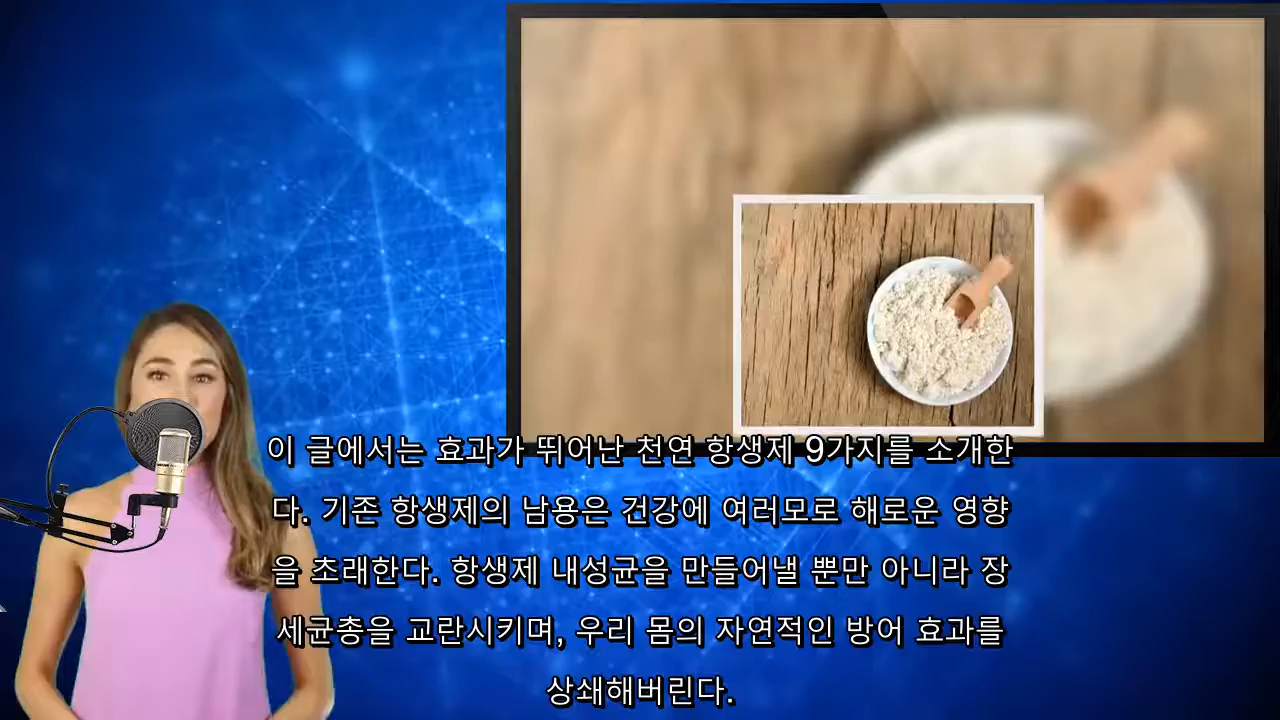 이 글에서는 효과가 뛰어난 천연 항생제 9가지를 소개한
다. 기존 항생제의 남용은 건강에 여러모로 해로운 영향
을 초래한다. 항생제 내성균을 만들어낼 뿐만 아니라 장
세균총을 교란시키며, 우리 몸의 자연적인 방어 효과를
상쇄해버린다.